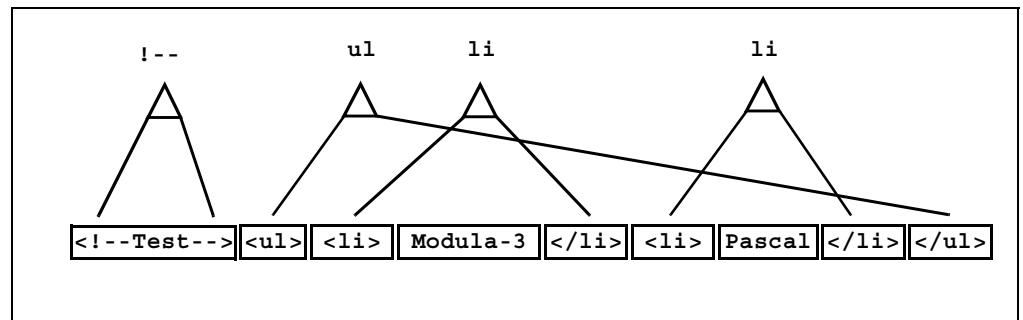 !-- ul li li
<!--Test--> <ul> <li> Modula-3 </li> <li> Pascal </li> </ul>